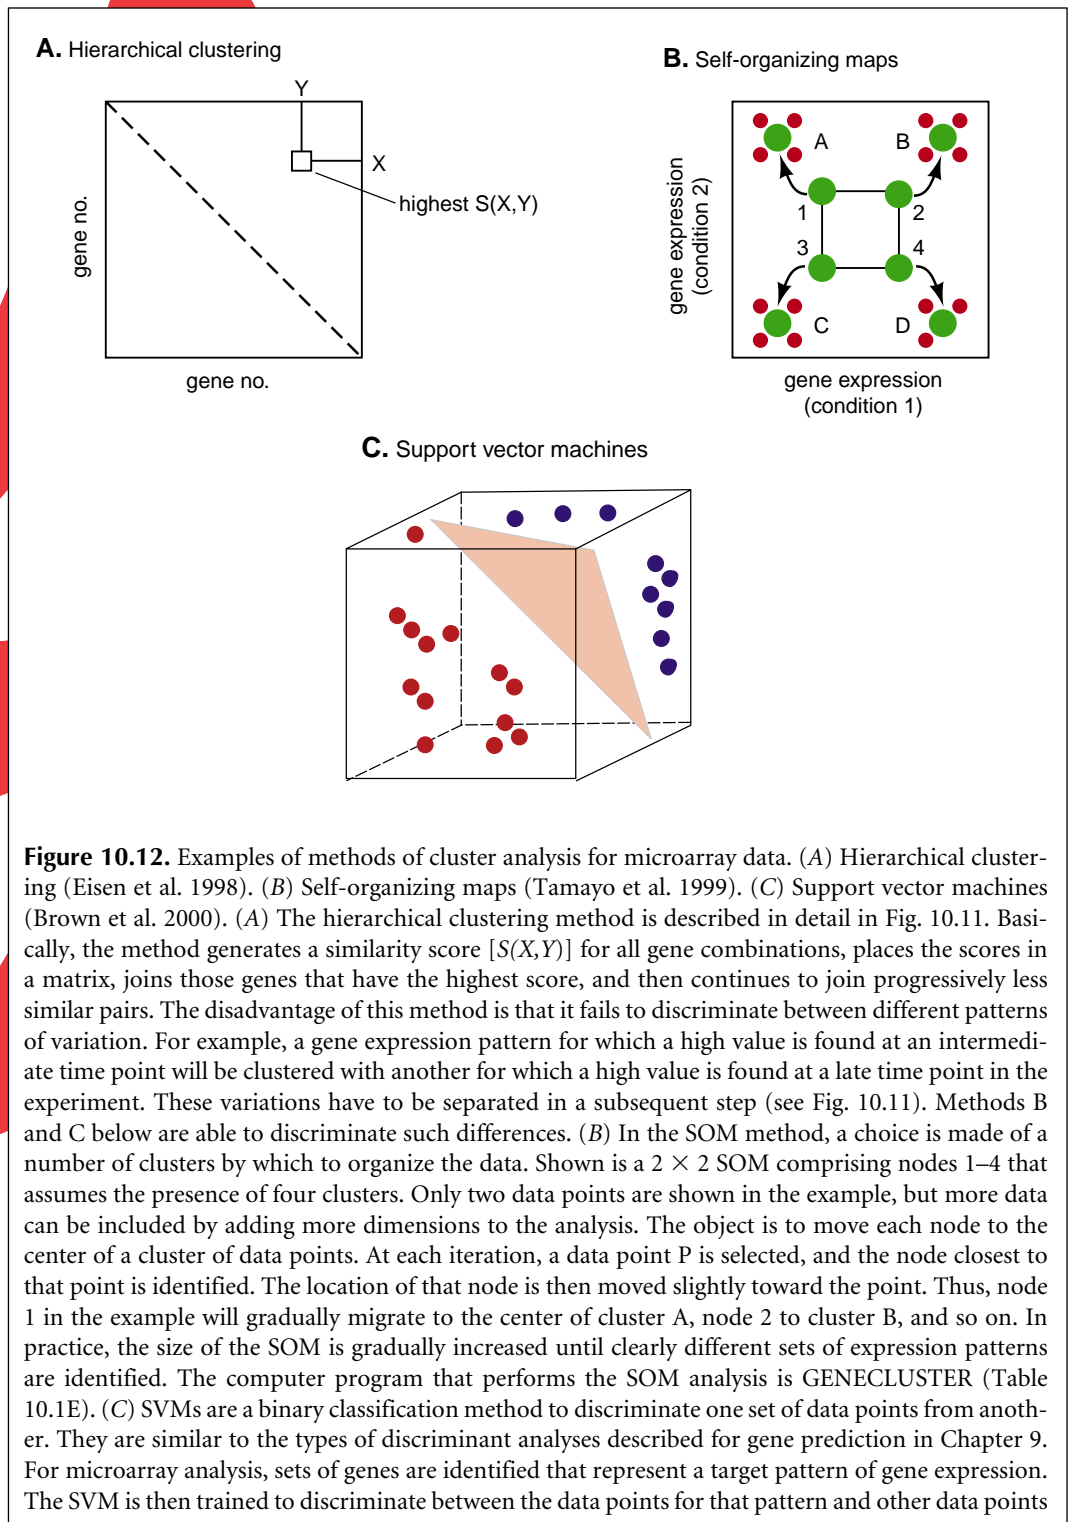 A. Hierarchical clustering
Y
X
highest S(X,Y)
gene no.
gene no.
B. Self-organizing maps
A
B
1
2
3
4
C
D
gene expression
(condition 2)
gene expression
(condition 1)
C. Support vector machines
Figure 10.12. Examples of methods of cluster analysis for microarray data. (A) Hierarchical cluster-
ing (Eisen et al. 1998). (B) Self-organizing maps (Tamayo et al. 1999). (C) Support vector machines
(Brown et al. 2000). (A) The hierarchical clustering method is described in detail in Fig. 10.11. Basi-
cally, the method generates a similarity score [S(X,Y)] for all gene combinations, places the scores in
a matrix, joins those genes that have the highest score, and then continues to join progressively less
similar pairs. The disadvantage of this method is that it fails to discriminate between different patterns
of variation. For example, a gene expression pattern for which a high value is found at an intermedi-
ate time point will be clustered with another for which a high value is found at a late time point in the
experiment. These variations have to be separated in a subsequent step (see Fig. 10.11). Methods B
and C below are able to discriminate such differences. (B) In the SOM method, a choice is made of a
number of clusters by which to organize the data. Shown is a 2 × 2 SOM comprising nodes 1–4 that
assumes the presence of four clusters. Only two data points are shown in the example, but more data
can be included by adding more dimensions to the analysis. The object is to move each node to the
center of a cluster of data points. At each iteration, a data point P is selected, and the node closest to
that point is identified. The location of that node is then moved slightly toward the point. Thus, node
1 in the example will gradually migrate to the center of cluster A, node 2 to cluster B, and so on. In
practice, the size of the SOM is gradually increased until clearly different sets of expression patterns
are identified. The computer program that performs the SOM analysis is GENECLUSTER (Table
10.1E). (C) SVMs are a binary classification method to discriminate one set of data points from anoth-
er. They are similar to the types of discriminant analyses described for gene prediction in Chapter 9.
For microarray analysis, sets of genes are identified that represent a target pattern of gene expression.
The SVM is then trained to discriminate between the data points for that pattern and other data points